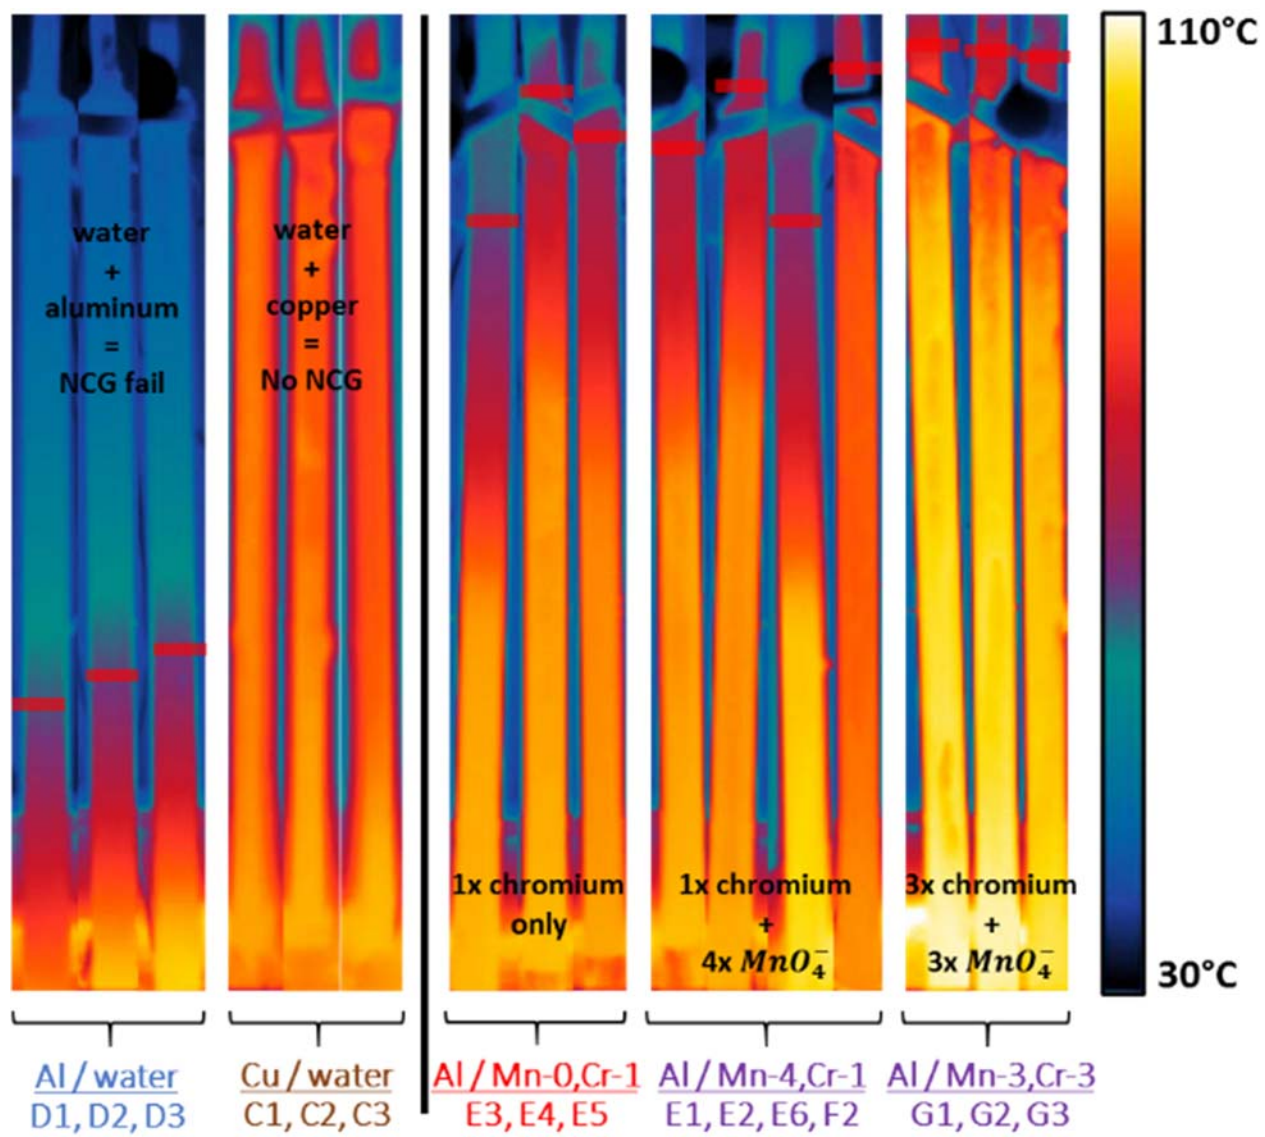 110°C
water
+
aluminum
=
NCG fail
water
+
copper
=
No NCG
1x chromium
only
1x chromium
+
4x MnO₄⁻
3x chromium
+
3x MnO₄⁻
30°C
Al / water
D1, D2, D3
Cu / water
C1, C2, C3
Al / Mn-0,Cr-1
E3, E4, E5
Al / Mn-4,Cr-1
E1, E2, E6, F2
Al / Mn-3,Cr-3
G1, G2, G3